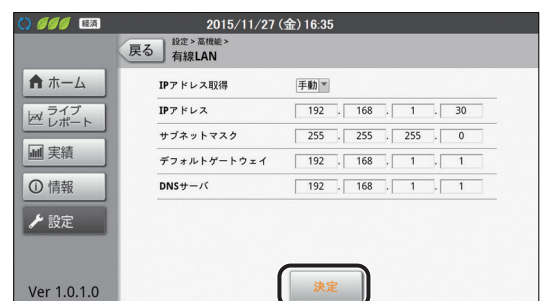 経済 2015/11/27 (金) 16:35
戻る 設定 > 高機能 >
有線LAN
ホーム
ライブ
レポート
実績
情報
設定
Ver 1.0.1.0
IPアドレス取得 手動
IPアドレス 192 . 168 . 1 . 30
サブネットマスク 255 . 255 . 255 . 0
デフォルトゲートウェイ 192 . 168 . 1 . 1
DNSサーバ 192 . 168 . 1 . 1
決定